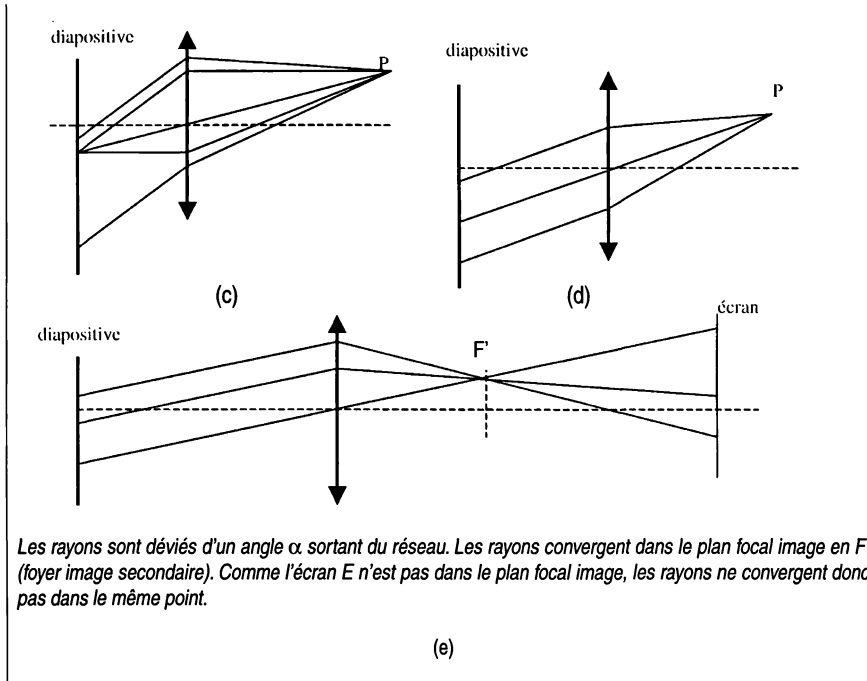 diapositive
P
(c)
diapositive
P
(d)
diapositive
F'
écran
Les rayons sont déviés d'un angle α sortant du réseau. Les rayons convergent dans le plan focal image en F
(foyer image secondaire). Comme l'écran E n'est pas dans le plan focal image, les rayons ne convergent donc
pas dans le même point.
(e)